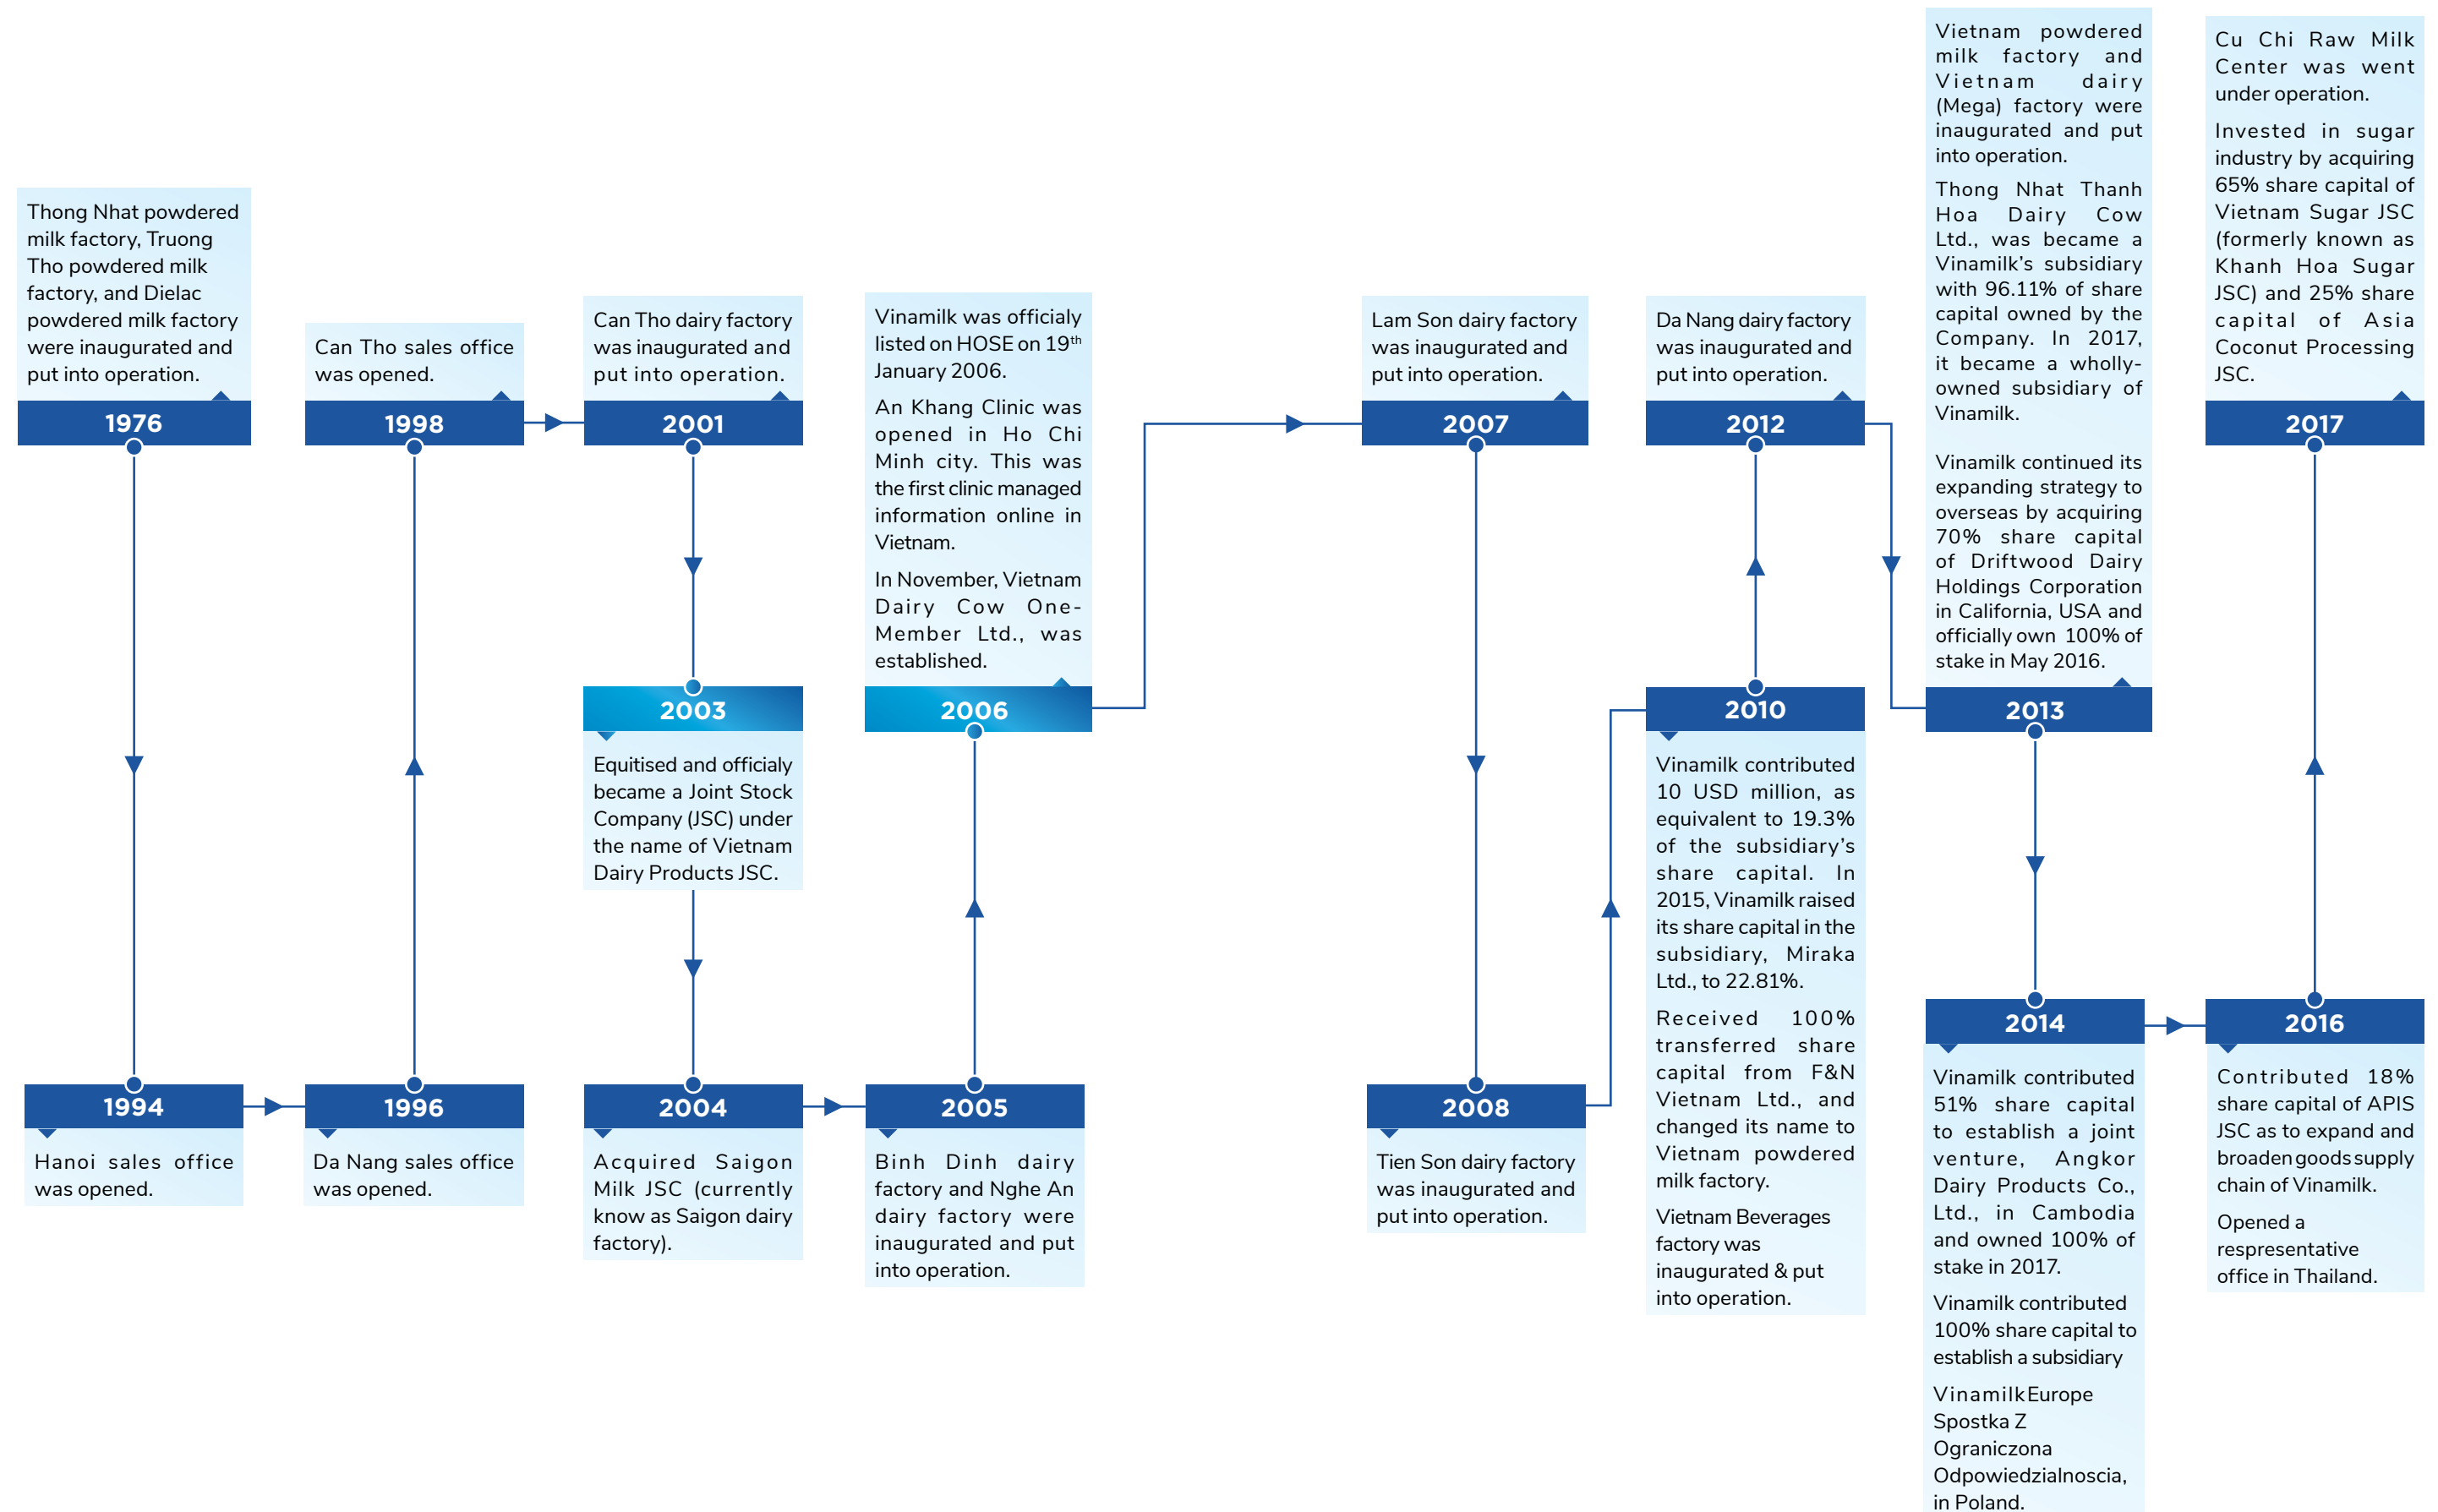 Thong Nhat powdered
milk factory, Truong
Tho powdered milk
factory, and Dielac
powdered milk factory
were inaugurated and
put into operation.
1976
1994
Hanoi sales office
was opened.
1996
Da Nang sales office
was opened.
Can Tho sales office
was opened.
1998
Can Tho dairy factory
was inaugurated and
put into operation.
2001
2003
Equitised and officialy
became a Joint Stock
Company (JSC) under
the name of Vietnam
Dairy Products JSC.
2004
Acquired Saigon
Milk JSC (currently
know as Saigon dairy
factory).
2005
Binh Dinh dairy
factory and Nghe An
dairy factory were
inaugurated and put
into operation.
Vinamilk was officialy
listed on HOSE on 19th
January 2006.
An Khang Clinic was
opened in Ho Chi
Minh city. This was
the first clinic managed
information online in
Vietnam.
In November, Vietnam
Dairy Cow One-
Member Ltd., was
established.
2006
Lam Son dairy factory
was inaugurated and
put into operation.
2007
2008
Tien Son dairy factory
was inaugurated and
put into operation.
2010
Vinamilk contributed
10 USD million, as
equivalent to 19.3%
of the subsidiary's
share capital. In
2015, Vinamilk raised
its share capital in the
subsidiary, Miraka
Ltd., to 22.81%.
Received 100%
transferred share
capital from F&N
Vietnam Ltd., and
changed its name to
Vietnam powdered
milk factory.
Vietnam Beverages
factory was
inaugurated & put
into operation.
Da Nang dairy factory
was inaugurated and
put into operation.
2012
Vietnam powdered
milk factory and
Vietnam dairy
(Mega) factory were
inaugurated and put
into operation.
Thong Nhat Thanh
Hoa Dairy Cow
Ltd., was became a
Vinamilk's subsidiary
with 96.11% of share
capital owned by the
Company. In 2017,
it became a wholly-
owned subsidiary of
Vinamilk.
Vinamilk continued its
expanding strategy to
overseas by acquiring
70% share capital
of Driftwood Dairy
Holdings Corporation
in California, USA and
officially own 100% of
stake in May 2016.
2013
2014
Vinamilk contributed
51% share capital
to establish a joint
venture, Angkor
Dairy Products Co.,
Ltd., in Cambodia
and owned 100% of
stake in 2017.
Vinamilk contributed
100% share capital to
establish a subsidiary
Vinamilk Europe
Spostka Z
Ograniczona
Odpowiedzialnoscia,
in Poland.
2016
Contributed 18%
share capital of APIS
JSC as to expand and
broaden goods supply
chain of Vinamilk.
Opened a
respresentative
office in Thailand.
Cu Chi Raw Milk
Center was went
under operation.
Invested in sugar
industry by acquiring
65% share capital of
Vietnam Sugar JSC
(formerly known as
Khanh Hoa Sugar
JSC) and 25% share
capital of Asia
Coconut Processing
JSC.
2017